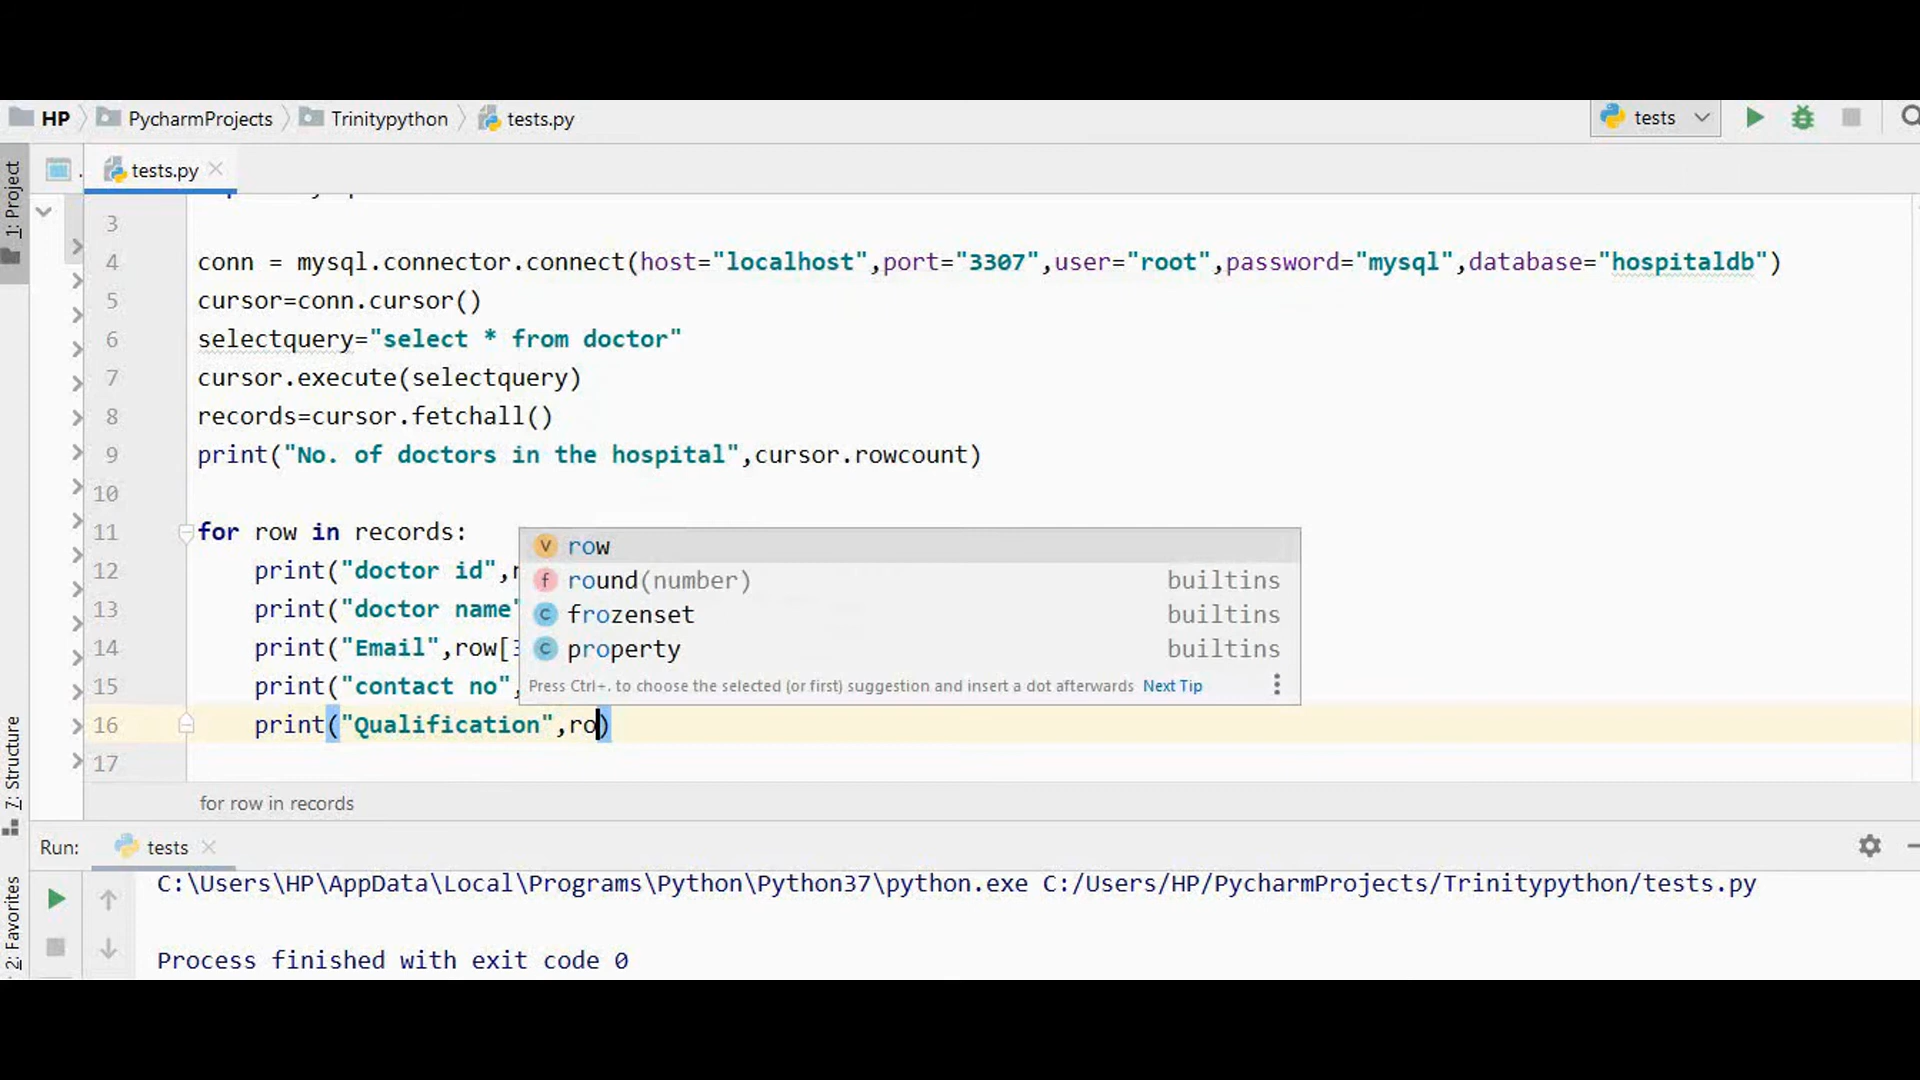 HP
PycharmProjects
Trinitypython
tests.py
tests
1: Project
tests.py
3
4 conn = mysql.connector.connect(host="localhost",port="3307",user="root",password="mysql",database="hospitaldb")
5 cursor=conn.cursor()
6 selectquery="select * from doctor"
7 cursor.execute(selectquery)
8 records=cursor.fetchall()
9 print("No. of doctors in the hospital",cursor.rowcount)
10
11 for row in records:
12 print("doctor id",
13 print("doctor name"
14 print("Email",row[
15 print("contact no",
16 print("Qualification",ro)
17
row
round(number) builtins
frozenset builtins
property builtins
Press Ctrl+. to choose the selected (or first) suggestion and insert a dot afterwards Next Tip
for row in records
7: Structure
2: Favorites
Run: tests
C:\Users\HP\AppData\Local\Programs\Python\Python37\python.exe C:/Users/HP/PycharmProjects/Trinitypython/tests.py
Process finished with exit code 0